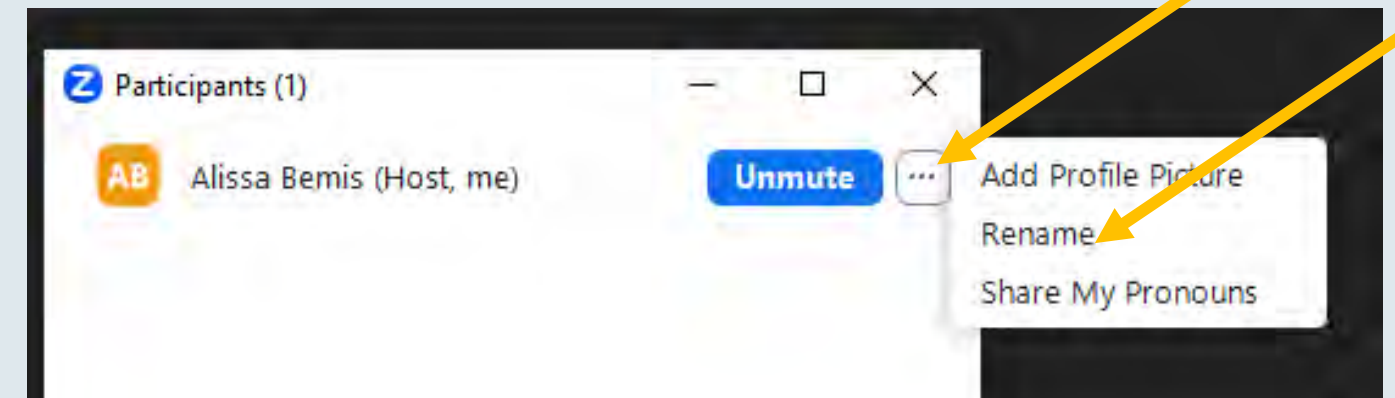 Z Participants (1)
AB Alissa Bemis (Host, me) Unmute ...
Add Profile Picture
Rename
Share My Pronouns